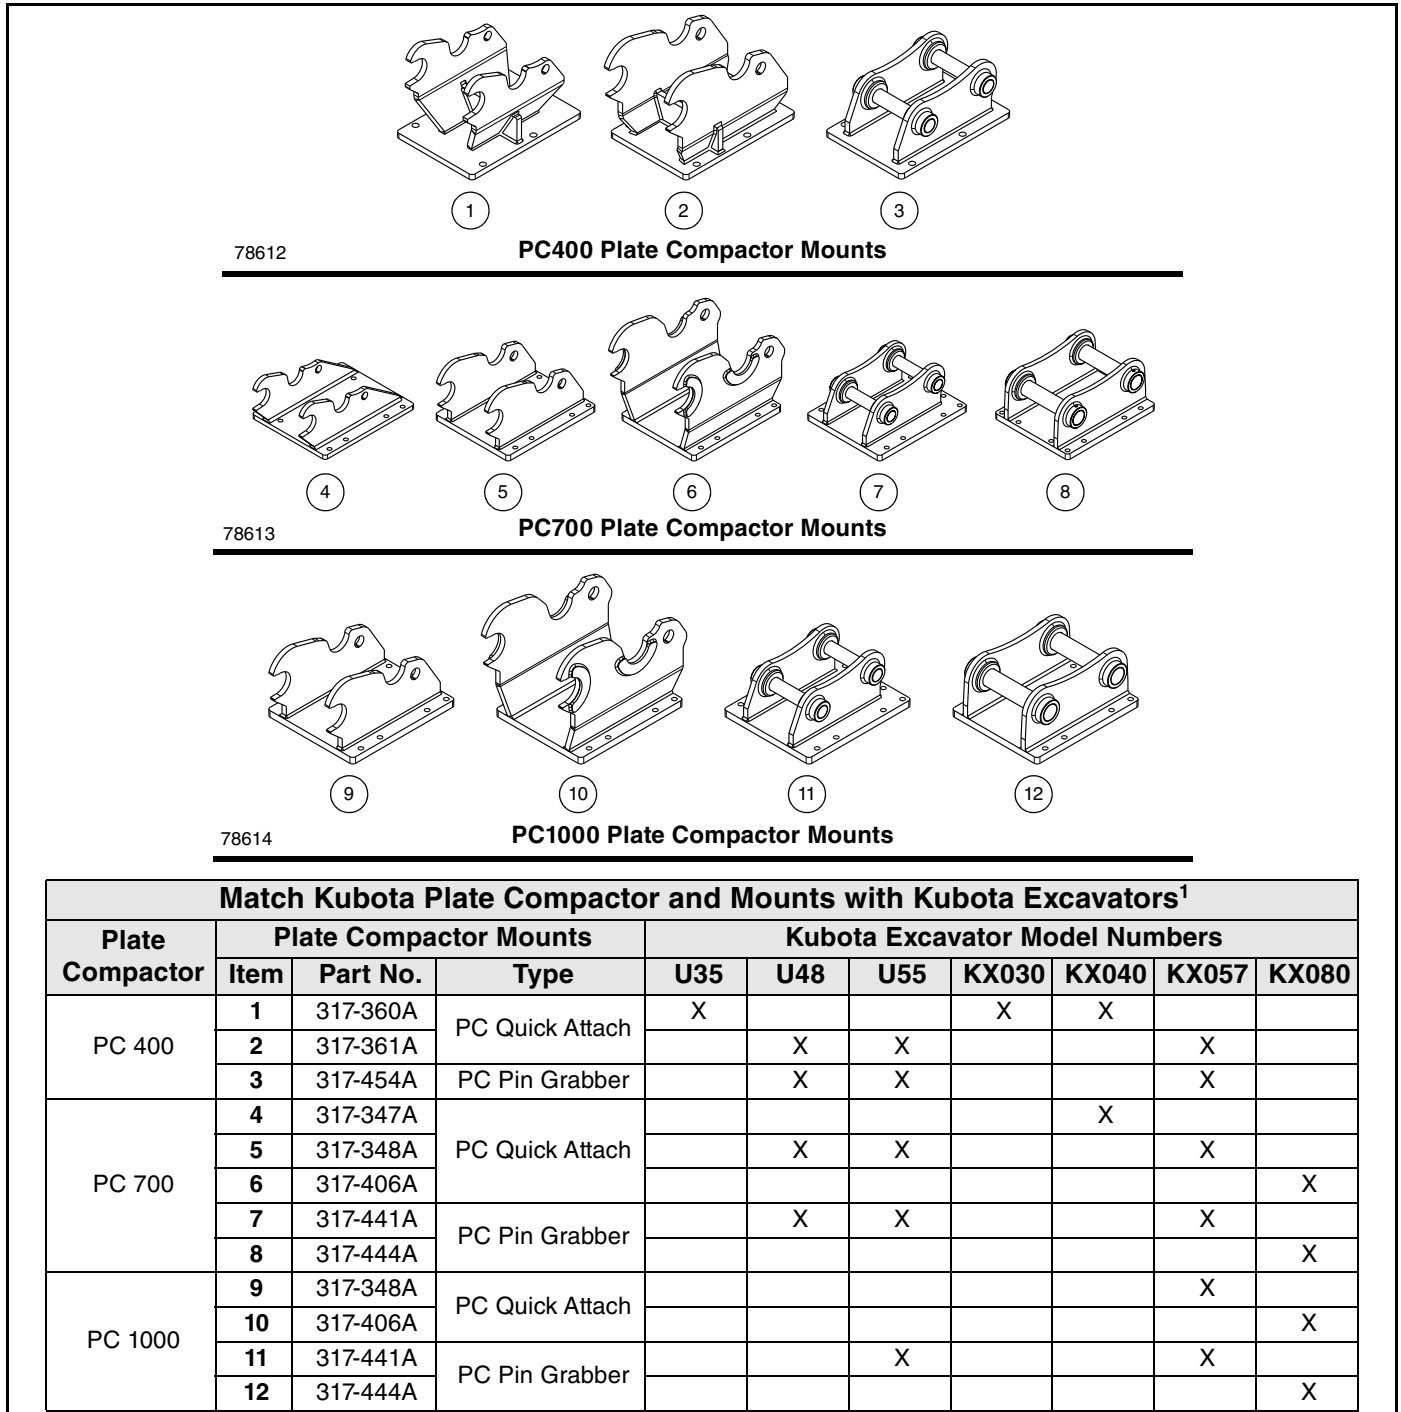 1 2 3
78612 PC400 Plate Compactor Mounts
4 5 6 7 8
78613 PC700 Plate Compactor Mounts
9 10 11 12
78614 PC1000 Plate Compactor Mounts
Match Kubota Plate Compactor and Mounts with Kubota Excavators¹
Plate Compactor Mounts Kubota Excavator Model Numbers
Plate
Compactor Item Part No. Type U35 U48 U55 KX030 KX040 KX057 KX080
PC 400 1 317-360A PC Quick Attach X X X
2 317-361A X X X
3 317-454A PC Pin Grabber X X X
PC 700 4 317-347A PC Quick Attach X
5 317-348A X X X
6 317-406A X
7 317-441A PC Pin Grabber X X X
8 317-444A X
PC 1000 9 317-348A PC Quick Attach X
10 317-406A X
11 317-441A PC Pin Grabber X X
12 317-444A X